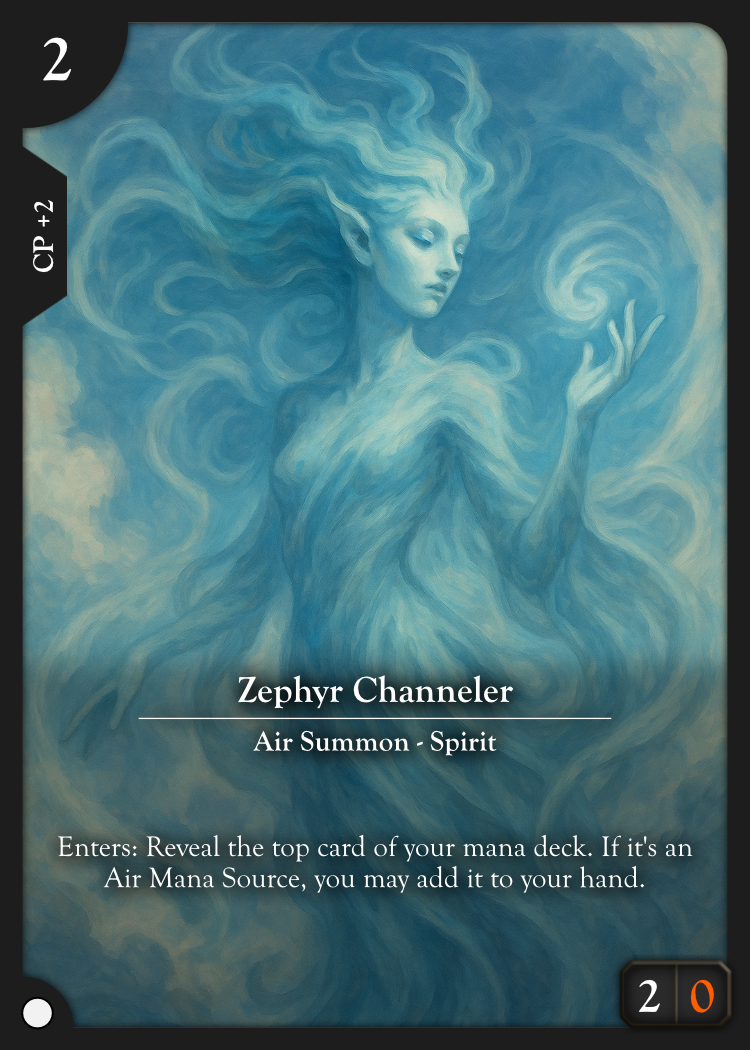 2
CP +2
Zephyr Channeler
Air Summon - Spirit
Enters: Reveal the top card of your mana deck. If it's an
Air Mana Source, you may add it to your hand.
2 0